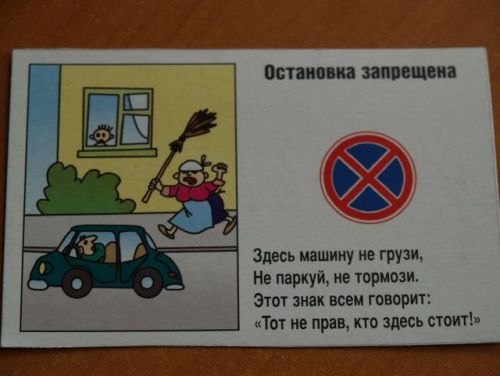 Остановка запрещена
Здесь машину не грузи,
Не паркуй, не тормози.
Этот знак всем говорит:
«Тот не прав, кто здесь стоит!»